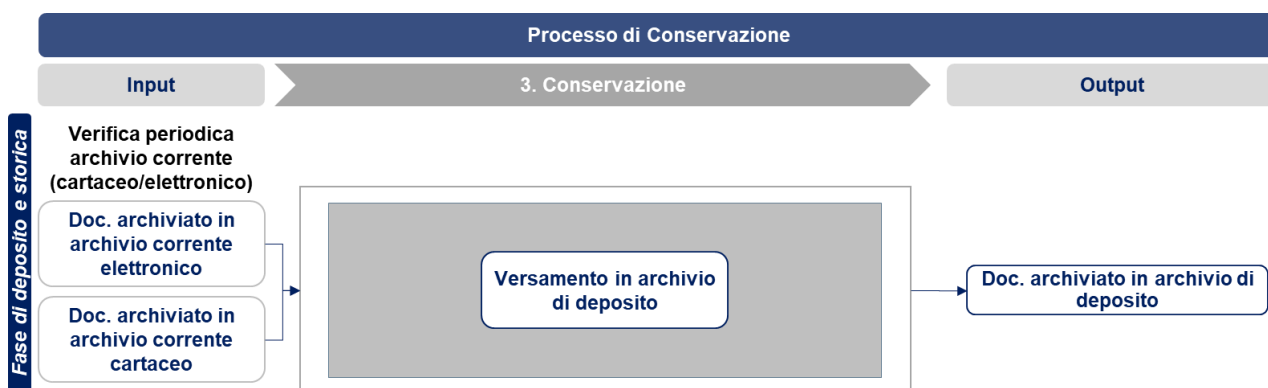 Processo di Conservazione
Input
3. Conservazione
Output
Fase di deposito e storica
Verifica periodica
archivio corrente
(cartaceo/elettronico)
Doc. archiviato in
archivio corrente
elettronico
Doc. archiviato in
archivio corrente
cartaceo
Versamento in archivio
di deposito
Doc. archiviato in archivio di
deposito